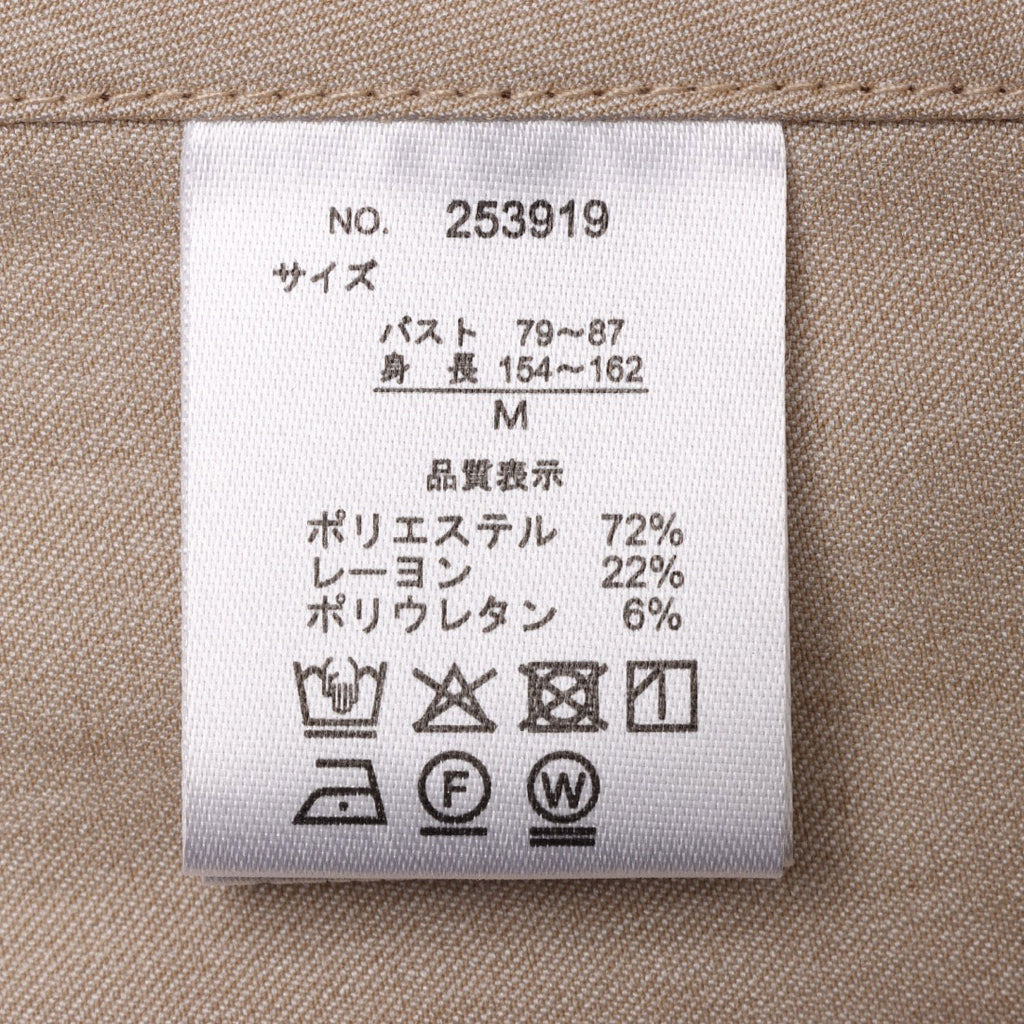 NO. 253919
サイズ
バスト 79～87
身 長 154～162
M
品質表示
ポリエステル 72%
レーヨン 22%
ポリウレタン 6%
F W